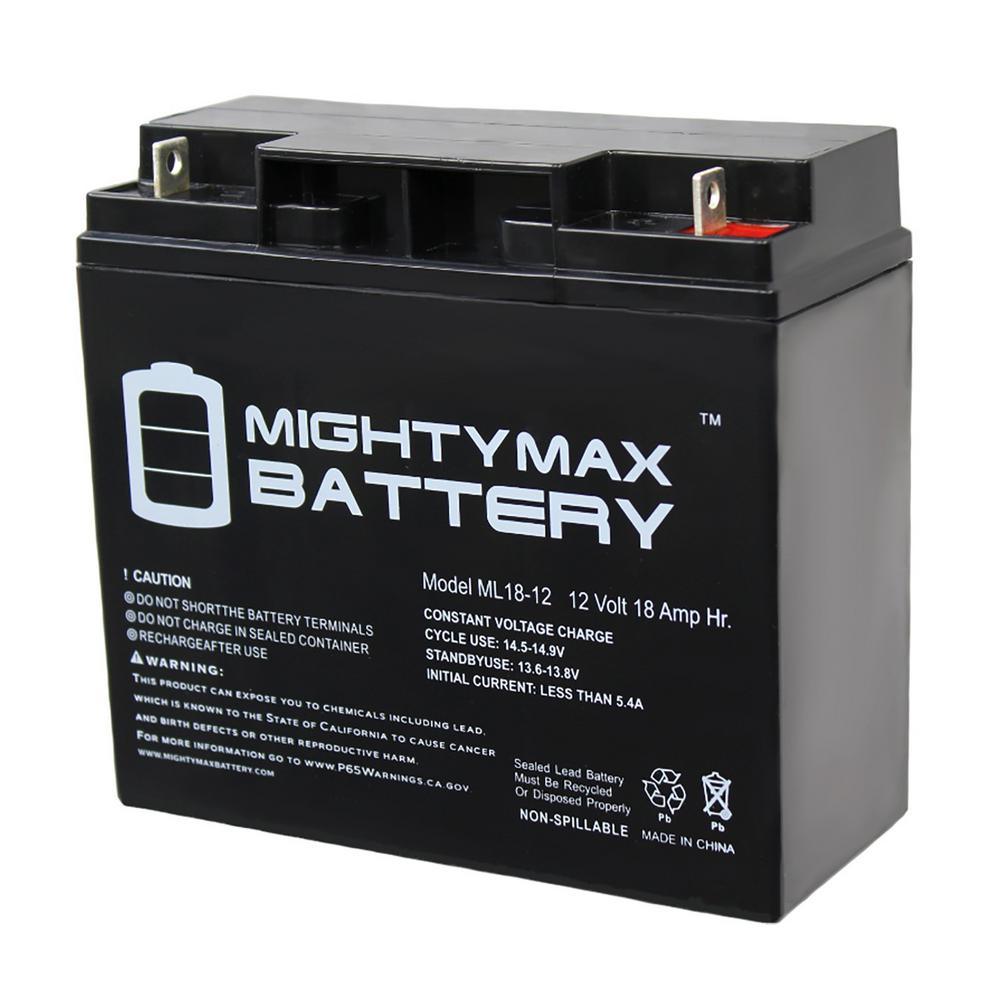 MIGHTYMAX ™
BATTERY
! CAUTION
DO NOT SHORTTHE BATTERY TERMINALS
DO NOT CHARGE IN SEALED CONTAINER
RECHARGEAFTER USE
WARNING:
THIS PRODUCT CAN EXPOSE YOU TO CHEMICALS INCLUDING LEAD.
WHICH IS KNOWN TO THE STATE OF CALIFORNIA TO CAUSE CANCER
AND BIRTH DEFECTS OR OTHER REPRODUCTIVE HARM.
FOR MORE INFORMATION GO TO WWW.P65WARNINGS.CA.GOV
WWW.MIGHTYMAXBATTERY.COM
Model ML18-12 12 Volt 18 Amp Hr.
CONSTANT VOLTAGE CHARGE
CYCLE USE: 14.5-14.9V
STANDBYUSE: 13.6-13.8V
INITIAL CURRENT: LESS THAN 5.4A
Sealed Lead Battery
Must Be Recycled
Or Disposed Properly
NON-SPILLABLE
Pb
Pb
MADE IN CHINA